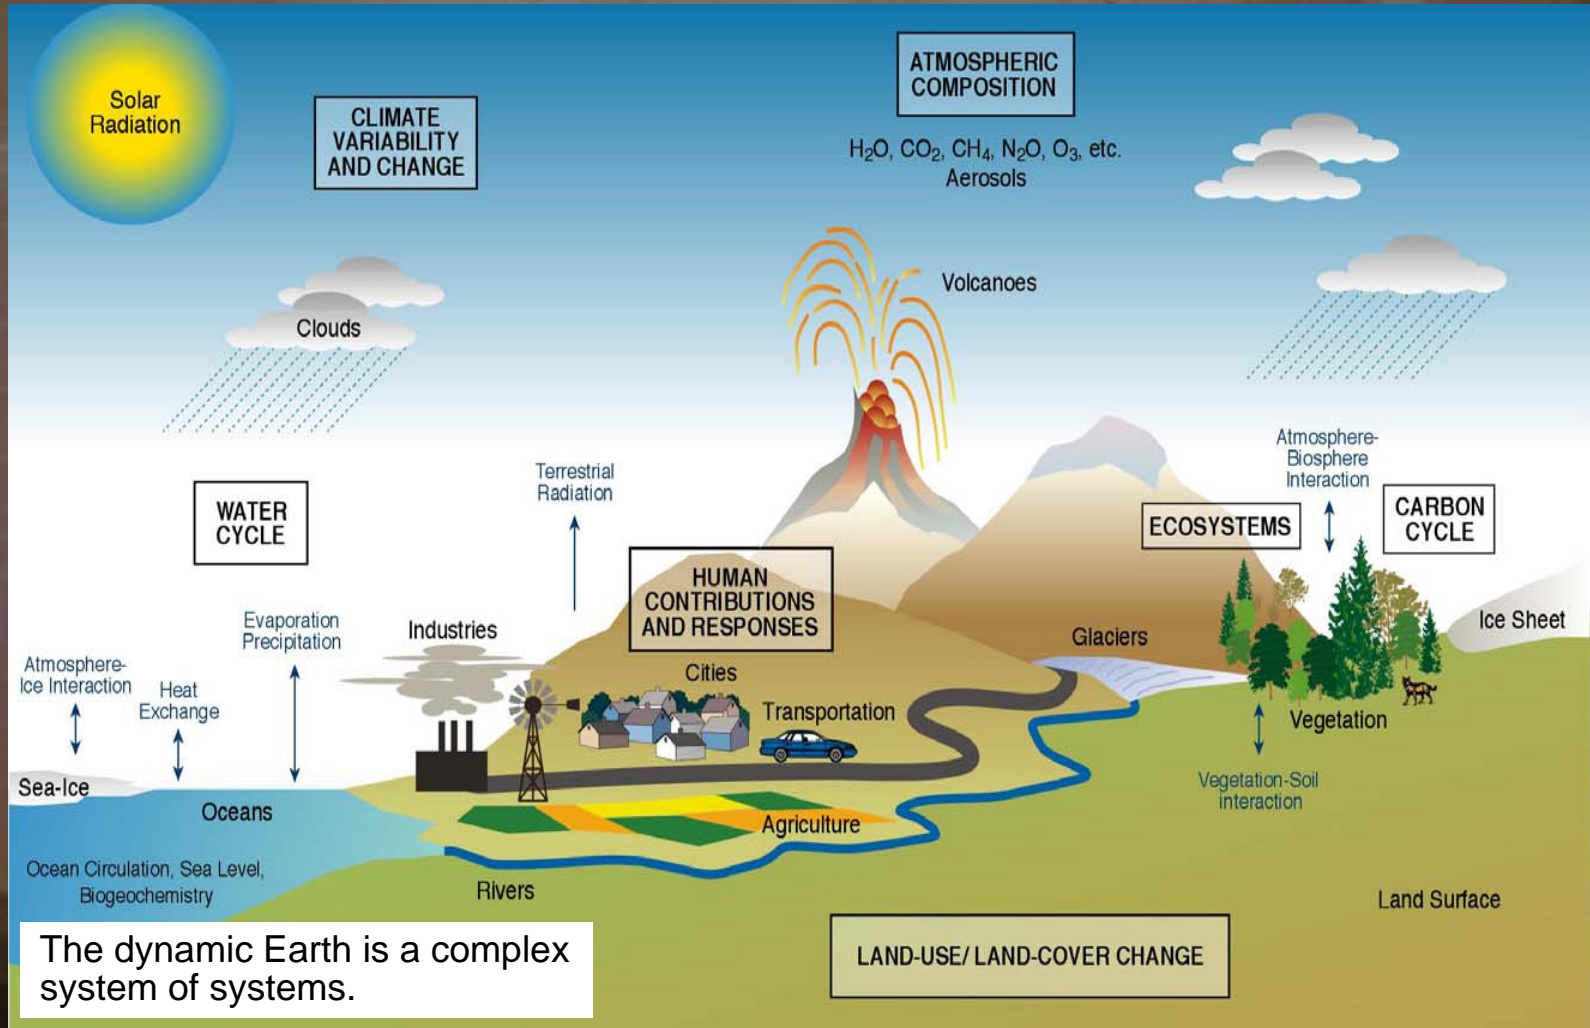 Solar
Radiation
CLIMATE
VARIABILITY
AND CHANGE
ATMOSPHERIC
COMPOSITION
H₂O, CO₂, CH₄, N₂O, O₃, etc.
Aerosols
Volcanoes
Clouds
Atmosphere-
Biosphere
Interaction
Terrestrial
Radiation
WATER
CYCLE
ECOSYSTEMS
CARBON
CYCLE
HUMAN
CONTRIBUTIONS
AND RESPONSES
Evaporation
Precipitation
Industries
Glaciers
Ice Sheet
Atmosphere-
Ice Interaction
Heat
Exchange
Cities
Transportation
Vegetation
Sea-Ice
Oceans
Vegetation-Soil
interaction
Agriculture
Ocean Circulation, Sea Level,
Biogeochemistry
Rivers
Land Surface
LAND-USE/ LAND-COVER CHANGE
The dynamic Earth is a complex
system of systems.